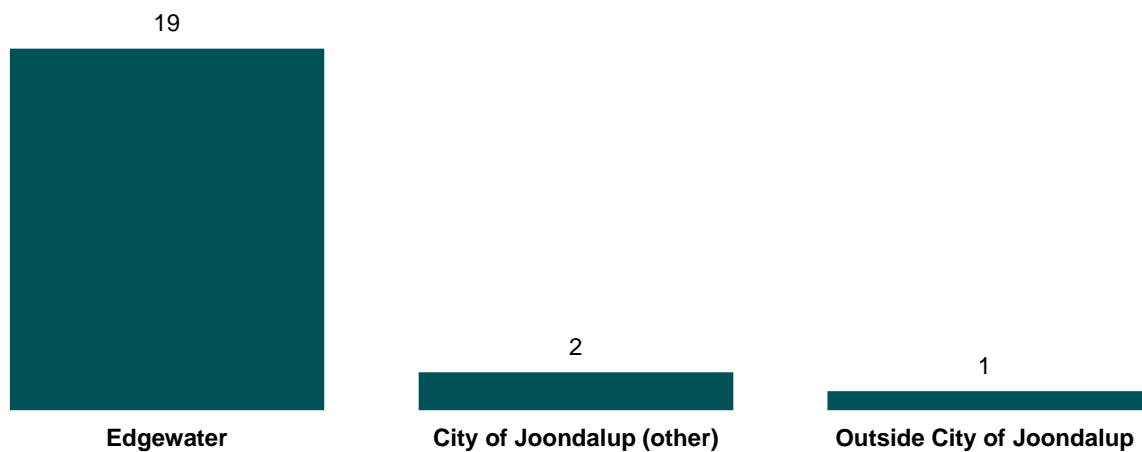 19
2
1
Edgewater
City of Joondalup (other)
Outside City of Joondalup